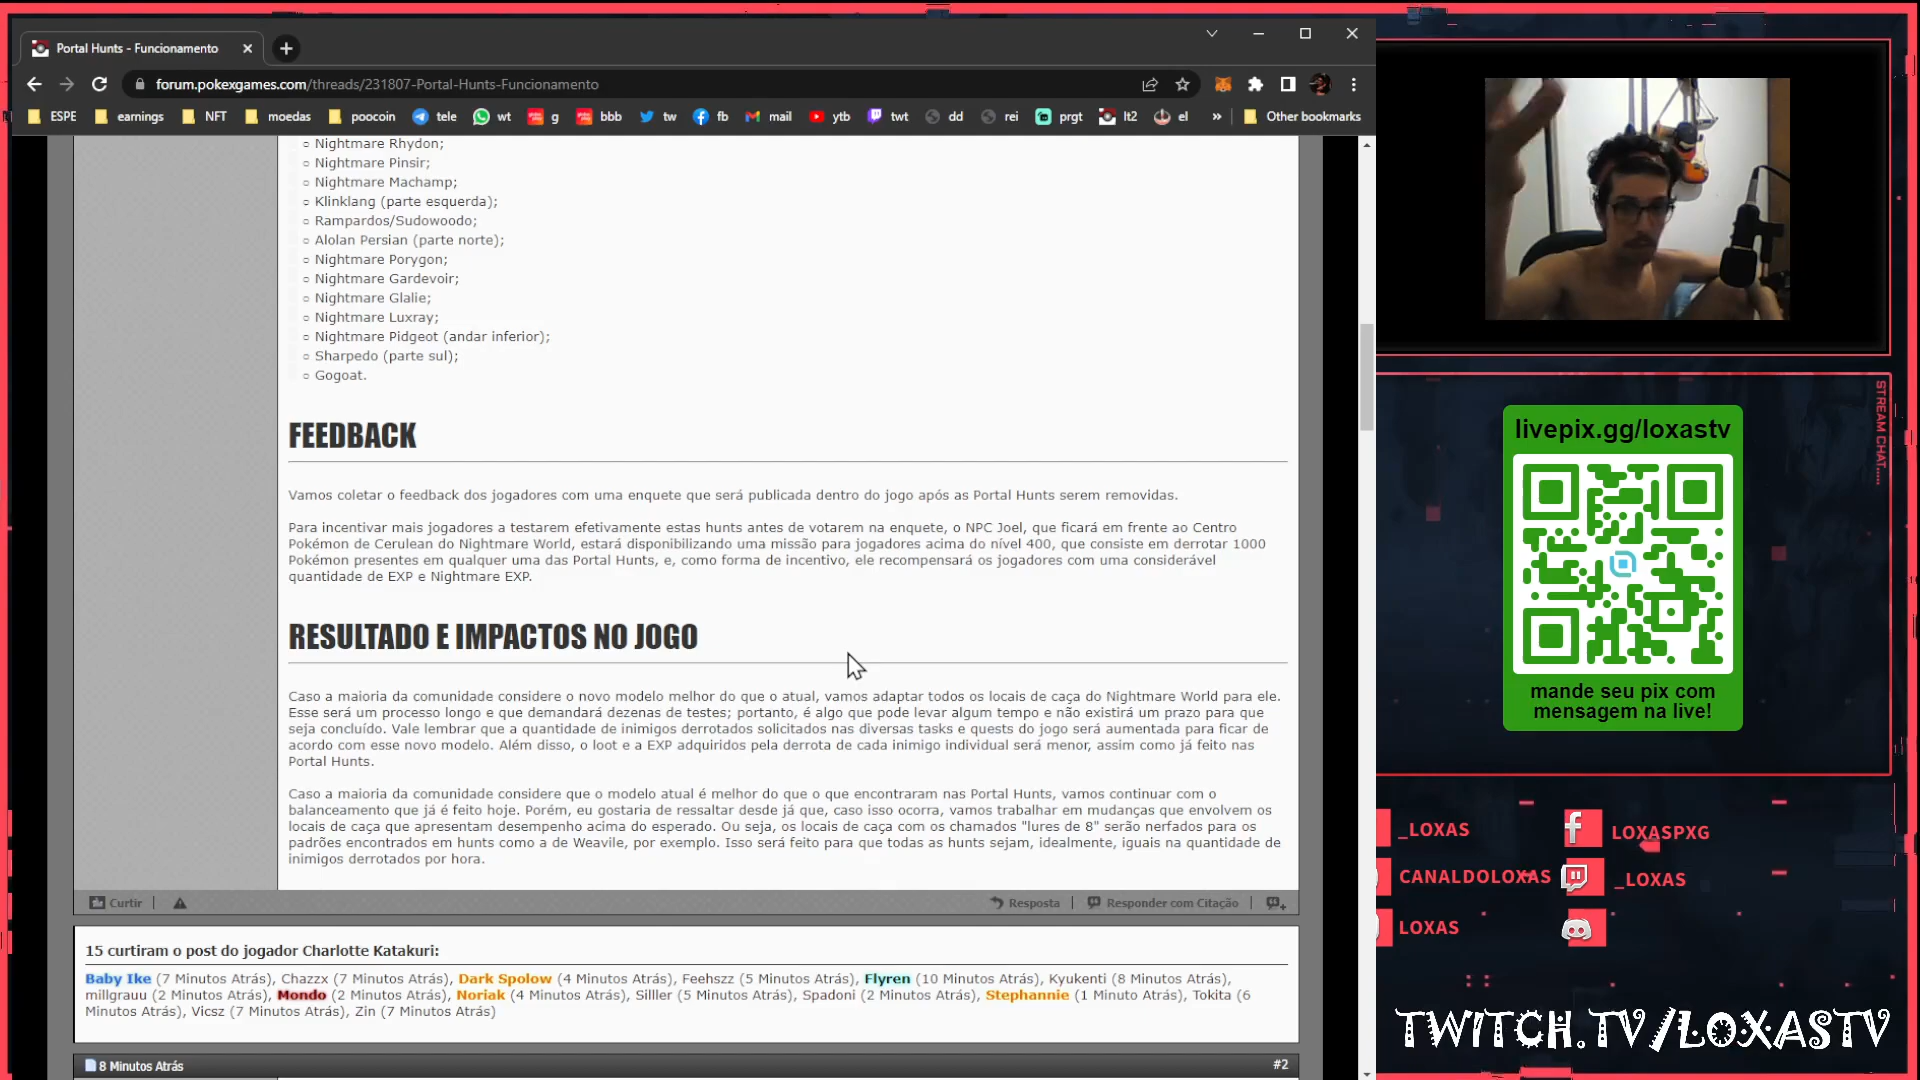 Portal Hunts - Funcionamento
forum.pokexgames.com/threads/231807-Portal-Hunts-Funcionamento
ESPE earnings NFT moedas poocoin tele wt g bbb tw fb mail ytb twt dd rei prgt lt2 el » Other bookmarks
Nightmare Rhydon;
Nightmare Pinsir;
Nightmare Machamp;
Klinklang (parte esquerda);
Rampardos/Sudowoodo;
Alolan Persian (parte norte);
Nightmare Porygon;
Nightmare Gardevoir;
Nightmare Glalie;
Nightmare Luxray;
Nightmare Pidgeot (andar inferior);
Sharpedo (parte sul);
Gogoat.
FEEDBACK
Vamos coletar o feedback dos jogadores com uma enquete que será publicada dentro do jogo após as Portal Hunts serem removidas.
Para incentivar mais jogadores a testarem efetivamente estas hunts antes de votarem na enquete, o NPC Joel, que ficará em frente ao Centro
Pokémon de Cerulean do Nightmare World, estará disponibilizando uma missão para jogadores acima do nível 400, que consiste em derrotar 1000
Pokémon presentes em qualquer uma das Portal Hunts, e, como forma de incentivo, ele recompensará os jogadores com uma considerável
quantidade de EXP e Nightmare EXP.
RESULTADO E IMPACTOS NO JOGO
Caso a maioria da comunidade considere o novo modelo melhor do que o atual, vamos adaptar todos os locais de caça do Nightmare World para ele.
Esse será um processo longo e que demandará dezenas de testes; portanto, é algo que pode levar algum tempo e não existirá um prazo para que
seja concluído. Vale lembrar que a quantidade de inimigos derrotados solicitados nas diversas tasks e quests do jogo será aumentada para ficar de
acordo com esse novo modelo. Além disso, o loot e a EXP adquiridos pela derrota de cada inimigo individual será menor, assim como já feito nas
Portal Hunts.
Caso a maioria da comunidade considere que o modelo atual é melhor do que o que encontraram nas Portal Hunts, vamos continuar com o
balanceamento que já é feito hoje. Porém, eu gostaria de ressaltar desde já que, caso isso ocorra, vamos trabalhar em mudanças que envolvem os
locais de caça que apresentam desempenho acima do esperado. Ou seja, os locais de caça com os chamados "lures de 8" serão nerfados para os
padrões encontrados em hunts como a de Weavile, por exemplo. Isso será feito para que todas as hunts sejam, idealmente, iguais na quantidade de
inimigos derrotados por hora.
Curtir Resposta Responder com Citação
15 curtiram o post do jogador Charlotte Katakuri:
Baby Ike (7 Minutos Atrás), Chazzx (7 Minutos Atrás), Dark Spolow (4 Minutos Atrás), Feehszz (5 Minutos Atrás), Flyren (10 Minutos Atrás), Kyukenti (8 Minutos Atrás),
millgrauu (2 Minutos Atrás), Mondo (2 Minutos Atrás), Noriak (4 Minutos Atrás), Silller (5 Minutos Atrás), Spadoni (2 Minutos Atrás), Stephannie (1 Minuto Atrás), Tokita (6
Minutos Atrás), Vicsz (7 Minutos Atrás), Zin (7 Minutos Atrás)
8 Minutos Atrás #2
STREAM CHAT....
livepix.gg/loxastv
mande seu pix com
mensagem na live!
_LOXAS LOXASPXG
CANALDOLOXAS _LOXAS
LOXAS
TWITCH.TV/LOXASTV